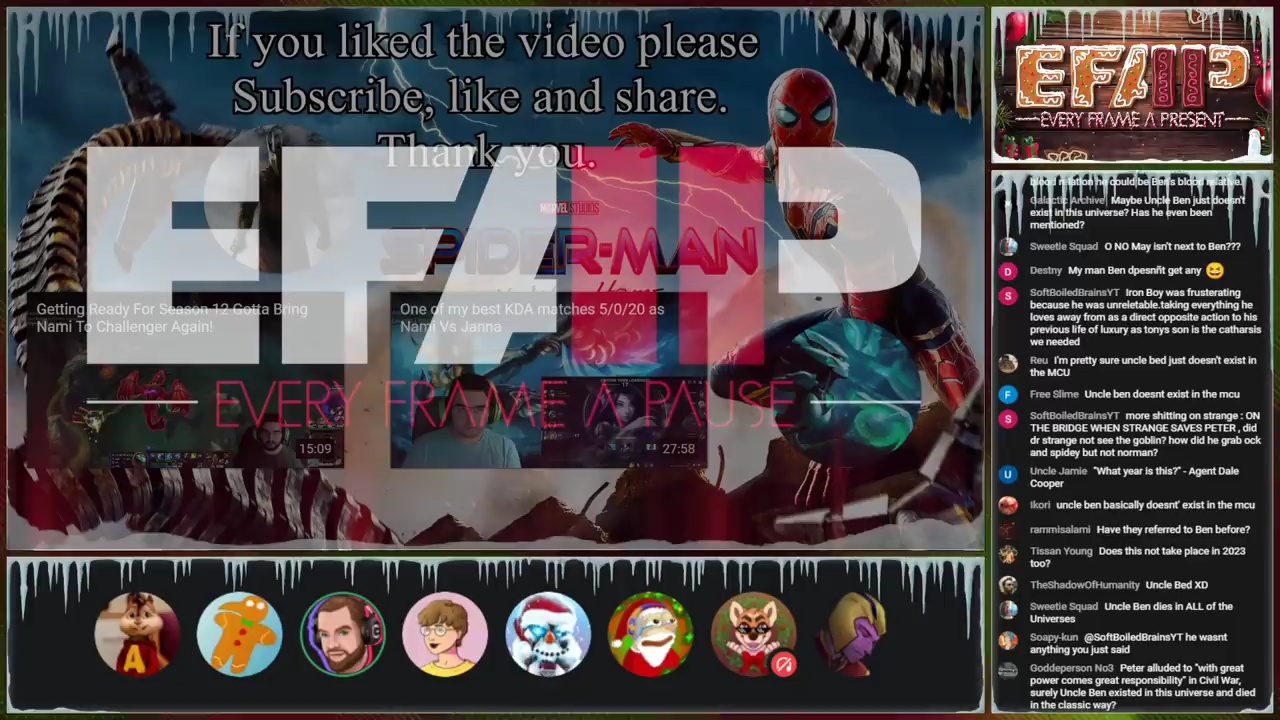 If you liked the video please
Subscribe, like and share.
Thank you.
EFAP
EVERY FRAME A PAUSE
MARVEL STUDIOS
SPIDER-MAN
Getting Ready For Season 12 Gotta Bring
Nami To Challenger Again!
15:09
One of my best KDA matches 5/0/20 as
Nami Vs Janna
27:58
EFAP
EVERY FRAME A PRESENT
blood relation he could be Ben's blood relative.
Galactic Archive Maybe Uncle Ben just doesn't
exist in this universe? Has he even been
mentioned?
Sweetie Squad O NO May isn't next to Ben???
D Destny My man Ben dpesnñt get any 😆
S SoftBoiledBrainsYT Iron Boy was frusterating
because he was unreletable.taking everything he
loves away from as a direct opposite action to his
previous life of luxury as tonys son is the catharsis
we needed
Reu I'm pretty sure uncle bed just doesn't exist in
the MCU
F Free Slime Uncle ben doesnt exist in the mcu
S SoftBoiledBrainsYT more shitting on strange : ON
THE BRIDGE WHEN STRANGE SAVES PETER , did
dr strange not see the goblin? how did he grab ock
and spidey but not norman?
U Uncle Jamie "What year is this?" - Agent Dale
Cooper
Ikori uncle ben basically doesnt' exist in the mcu
rammisalami Have they referred to Ben before?
Tissan Young Does this not take place in 2023
too?
TheShadowOfHumanity Uncle Bed XD
Sweetie Squad Uncle Ben dies in ALL of the
Universes
Soapy-kun @SoftBoiledBrainsYT he wasnt
anything you just said
Goddeperson No3 Peter alluded to "with great
power comes great responsibility" in Civil War,
surely Uncle Ben existed in this universe and died
in the classic way?
A